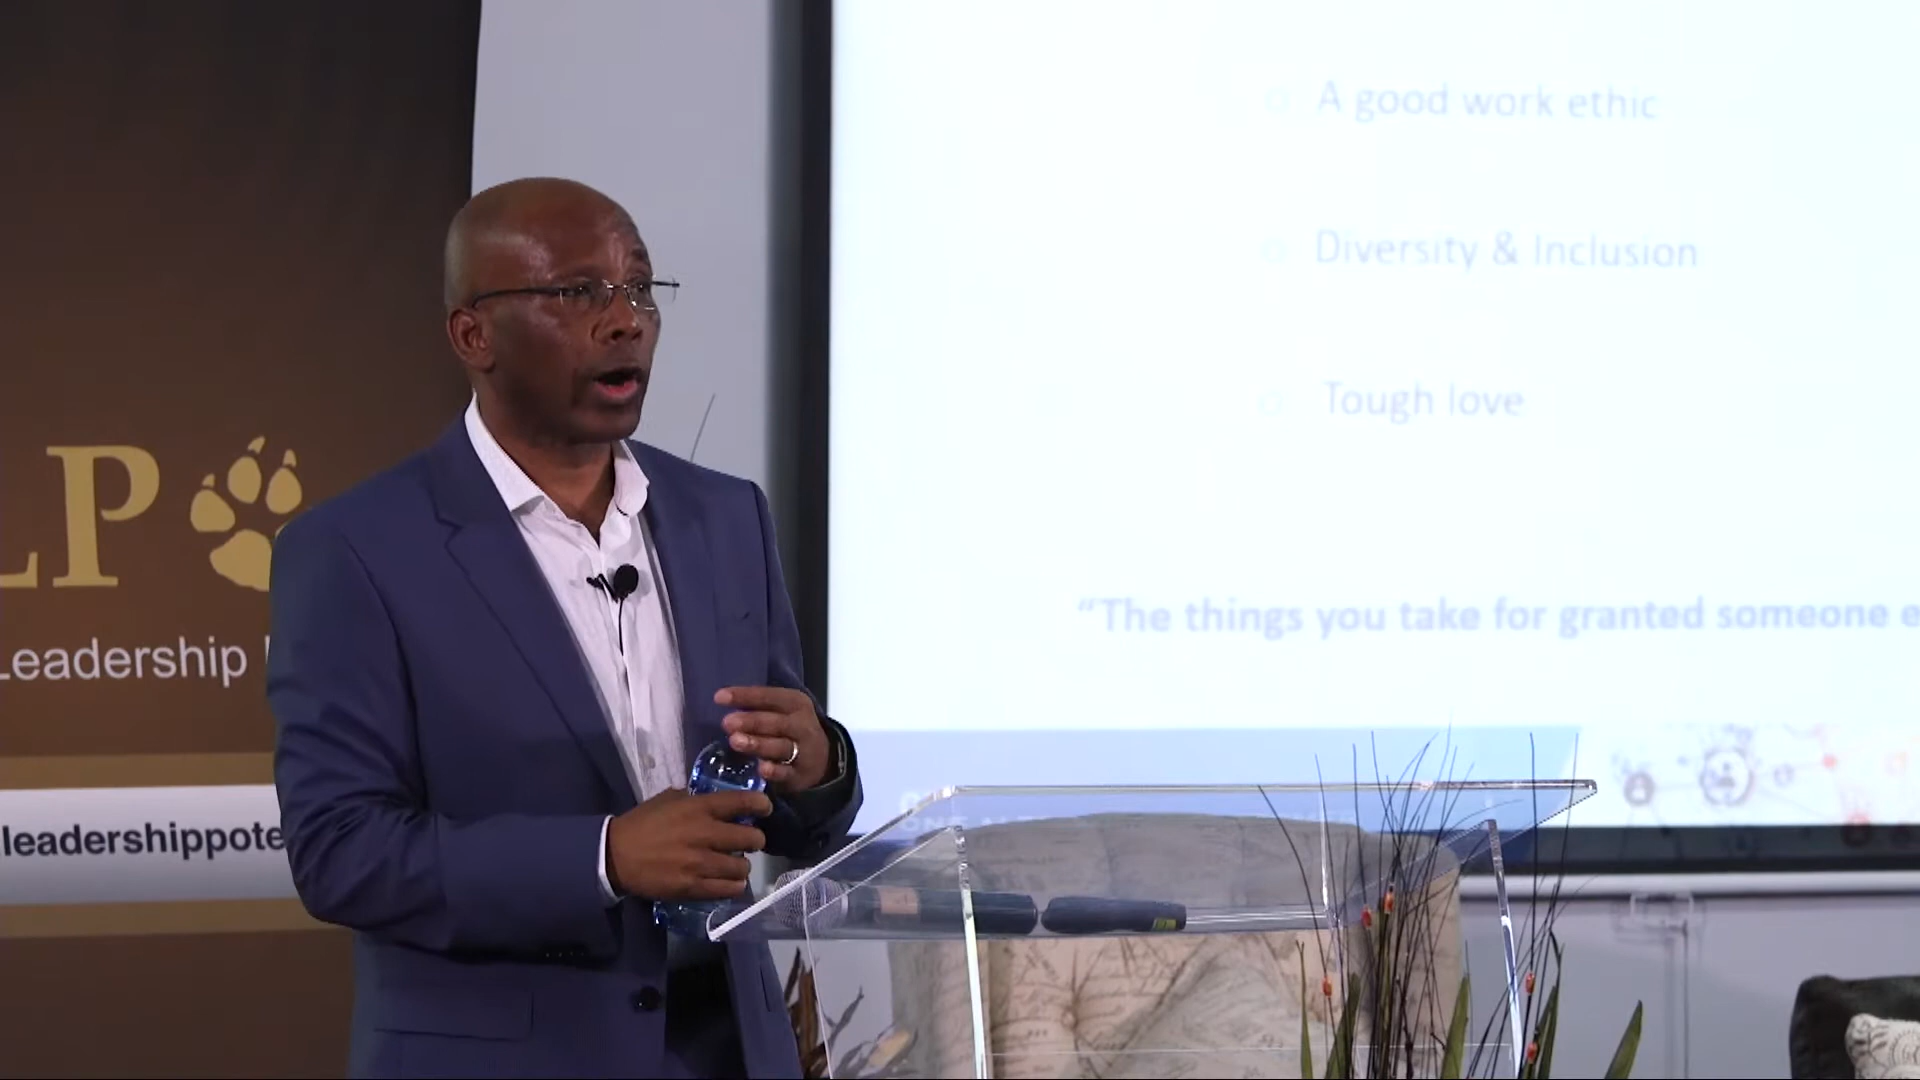 A good work ethic
Diversity & Inclusion
Tough love
"The things you take for granted someone e
LP
Leadership
leadershippote